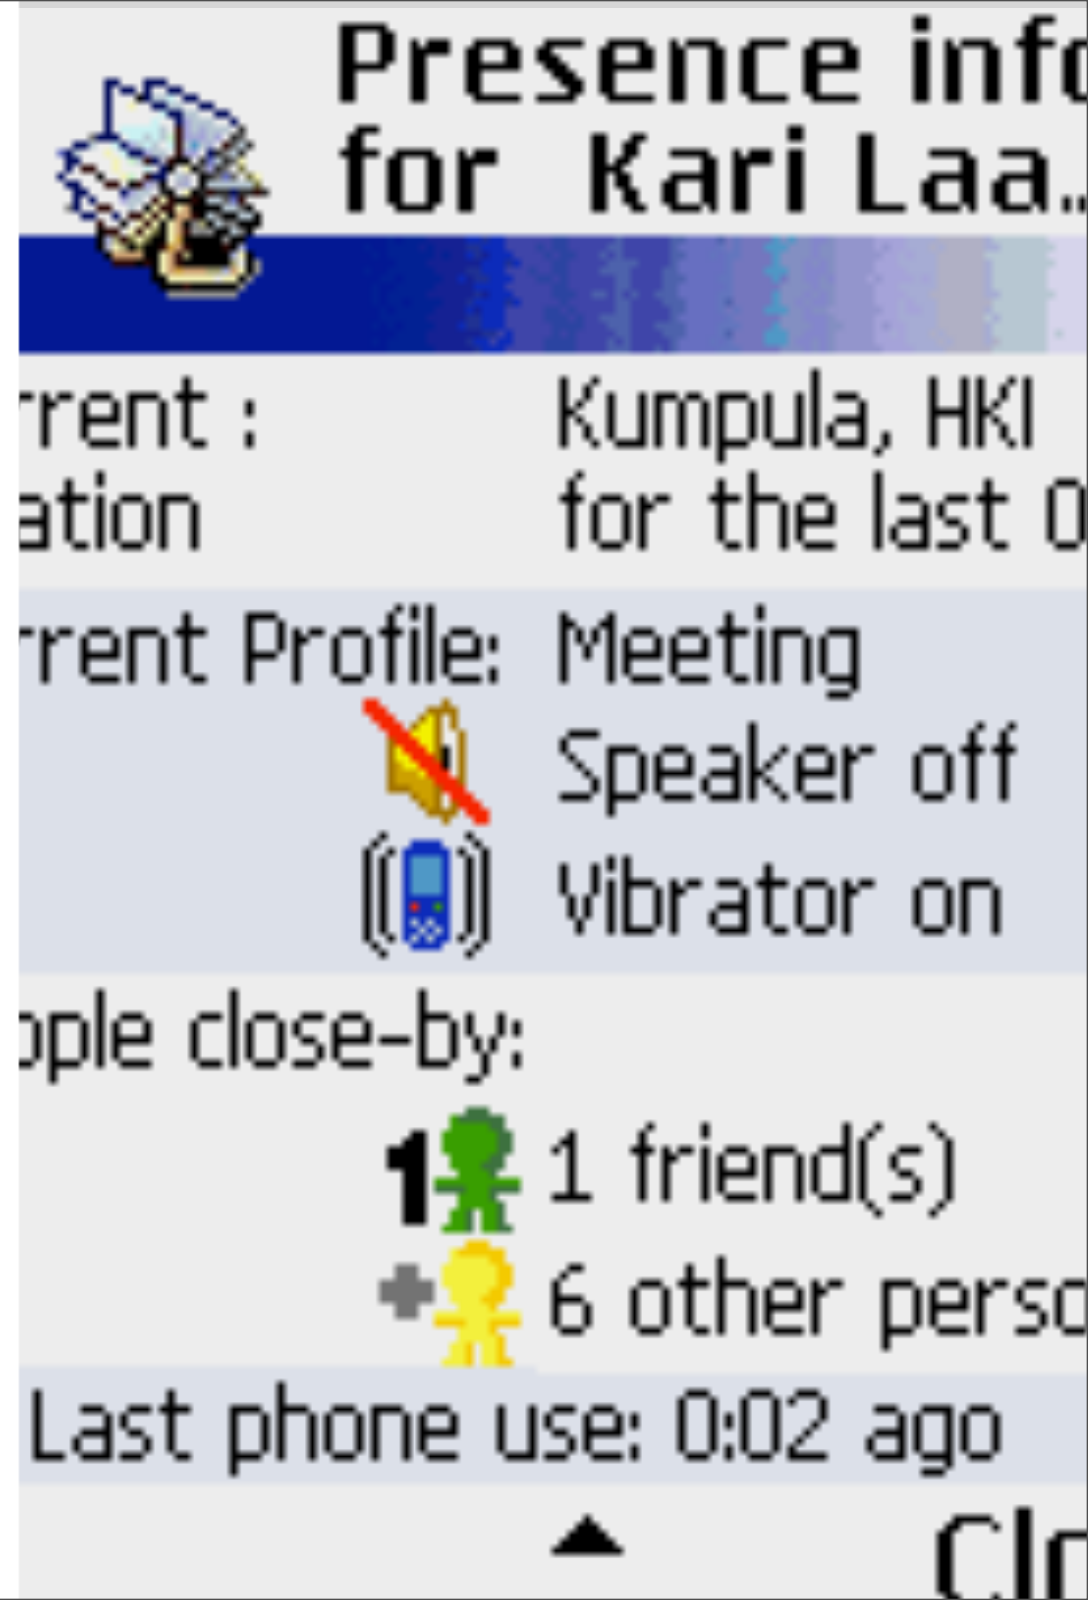 Presence info
for Kari Laa..
rrent :
ation
Kumpula, HKI
for the last 0
rrent Profile: Meeting
Speaker off
Vibrator on
ople close-by:
1 1 friend(s)
6 other perso
Last phone use: 0:02 ago
Clo